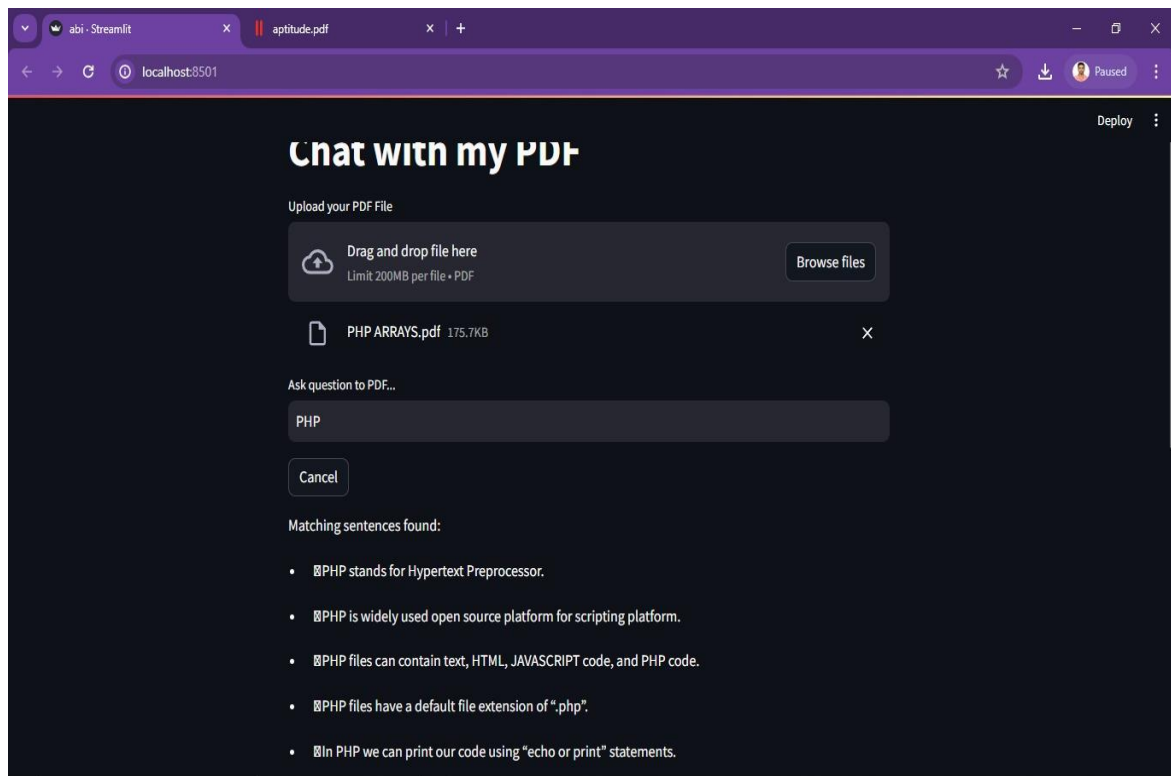 abi · Streamlit
aptitude.pdf
localhost:8501
Paused
Deploy
Chat with my PDF
Upload your PDF File
Drag and drop file here
Limit 200MB per file • PDF
Browse files
PHP ARRAYS.pdf 175.7KB
Ask question to PDF...
PHP
Cancel
Matching sentences found:
• PHP stands for Hypertext Preprocessor.
• PHP is widely used open source platform for scripting platform.
• PHP files can contain text, HTML, JAVASCRIPT code, and PHP code.
• PHP files have a default file extension of “.php”.
• In PHP we can print our code using “echo or print” statements.